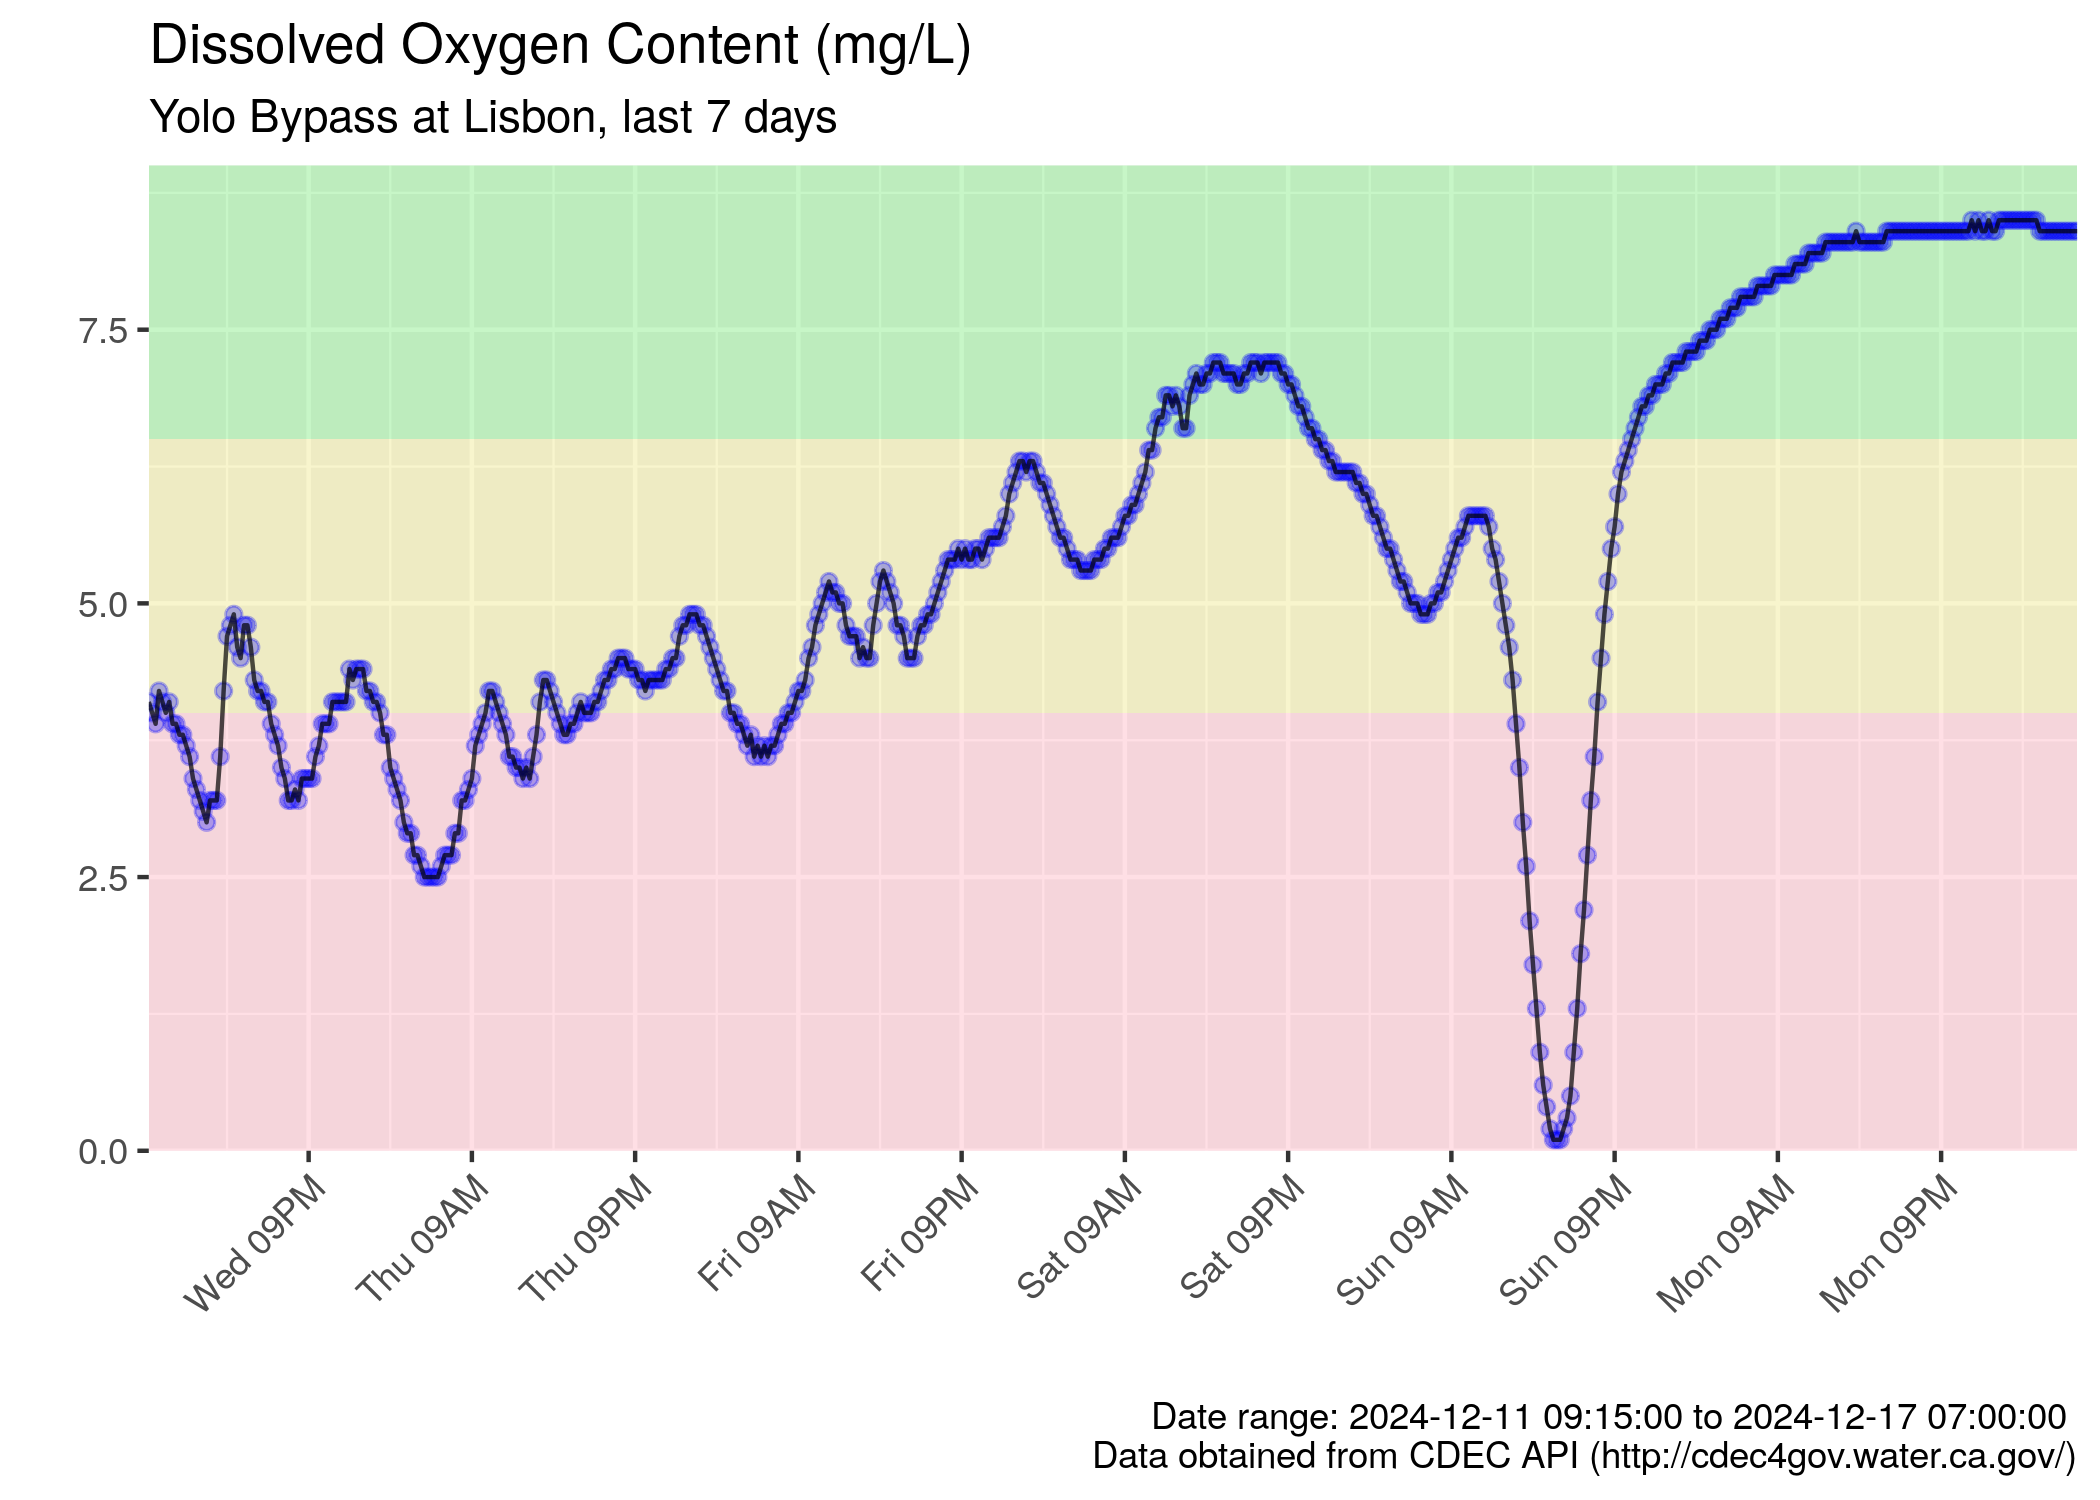 Dissolved Oxygen Content (mg/L)
Yolo Bypass at Lisbon, last 7 days
7.5
5.0
2.5
0.0
Wed 09PM
Thu 09AM
Thu 09PM
Fri 09AM
Fri 09PM
Sat 09AM
Sat 09PM
Sun 09AM
Sun 09PM
Mon 09AM
Mon 09PM
Date range: 2024-12-11 09:15:00 to 2024-12-17 07:00:00
Data obtained from CDEC API (http://cdec4gov.water.ca.gov/)